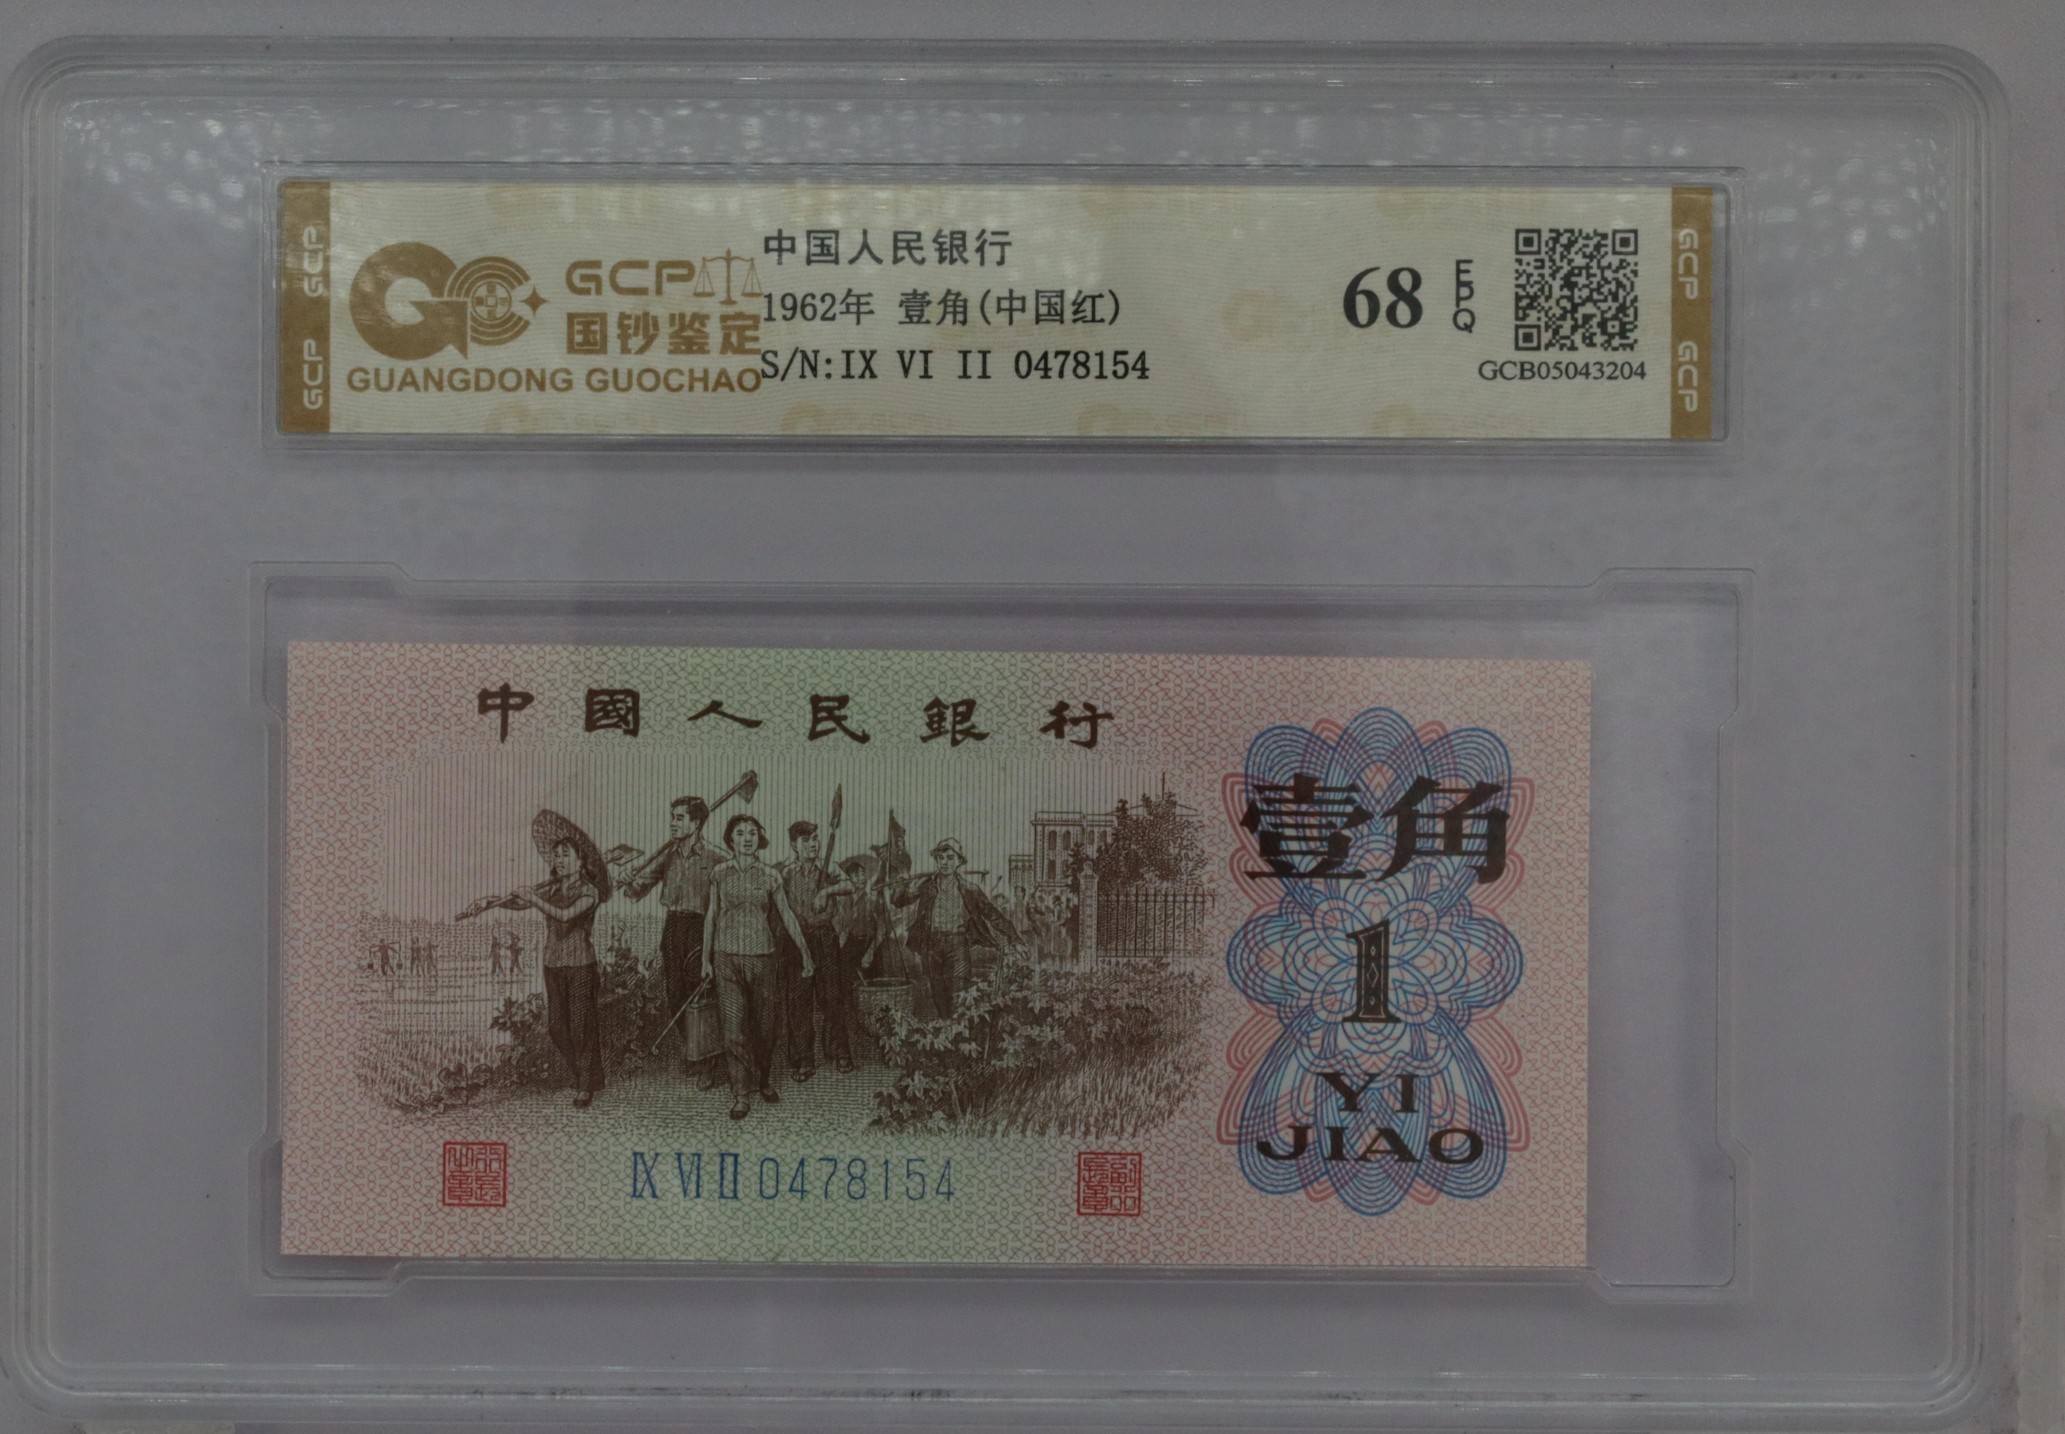 GCP
GCP
GCP
国钞鉴定
GUANGDONG GUOCHAO
中国人民银行
1962年 壹角(中国红)
S/N:IX VI II 0478154
68 EPQ
GCB05043204
GCP
GCP
中國人民銀行
壹角
1
YI
JIAO
IX VI II 0478154